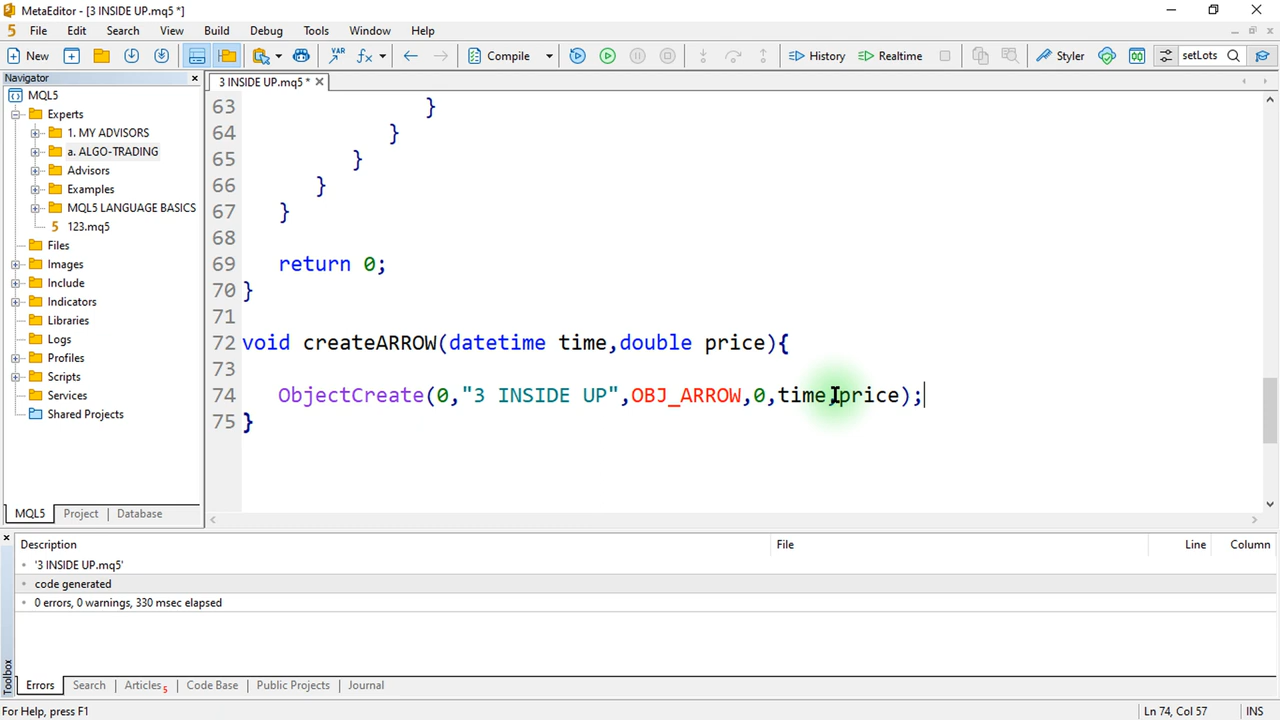 MetaEditor - [3 INSIDE UP.mq5 *]
5 File Edit Search View Build Debug Tools Window Help
New VAR fx Compile History Realtime Styler setLots
Navigator
3 INSIDE UP.mq5 *
MQL5
Experts
1. MY ADVISORS
a. ALGO-TRADING
Advisors
Examples
MQL5 LANGUAGE BASICS
5 123.mq5
Files
Images
Include
Indicators
Libraries
Logs
Profiles
Scripts
Services
Shared Projects
MQL5 Project Database
63 }
64 }
65 }
66 }
67 }
68
69 return 0;
70 }
71
72 void createARROW(datetime time,double price){
73
74 ObjectCreate(0,"3 INSIDE UP",OBJ_ARROW,0,time,price);
75 }
Description File Line Column
'3 INSIDE UP.mq5'
code generated
0 errors, 0 warnings, 330 msec elapsed
Toolbox
Errors Search Articles 5 Code Base Public Projects Journal
For Help, press F1 Ln 74, Col 57 INS